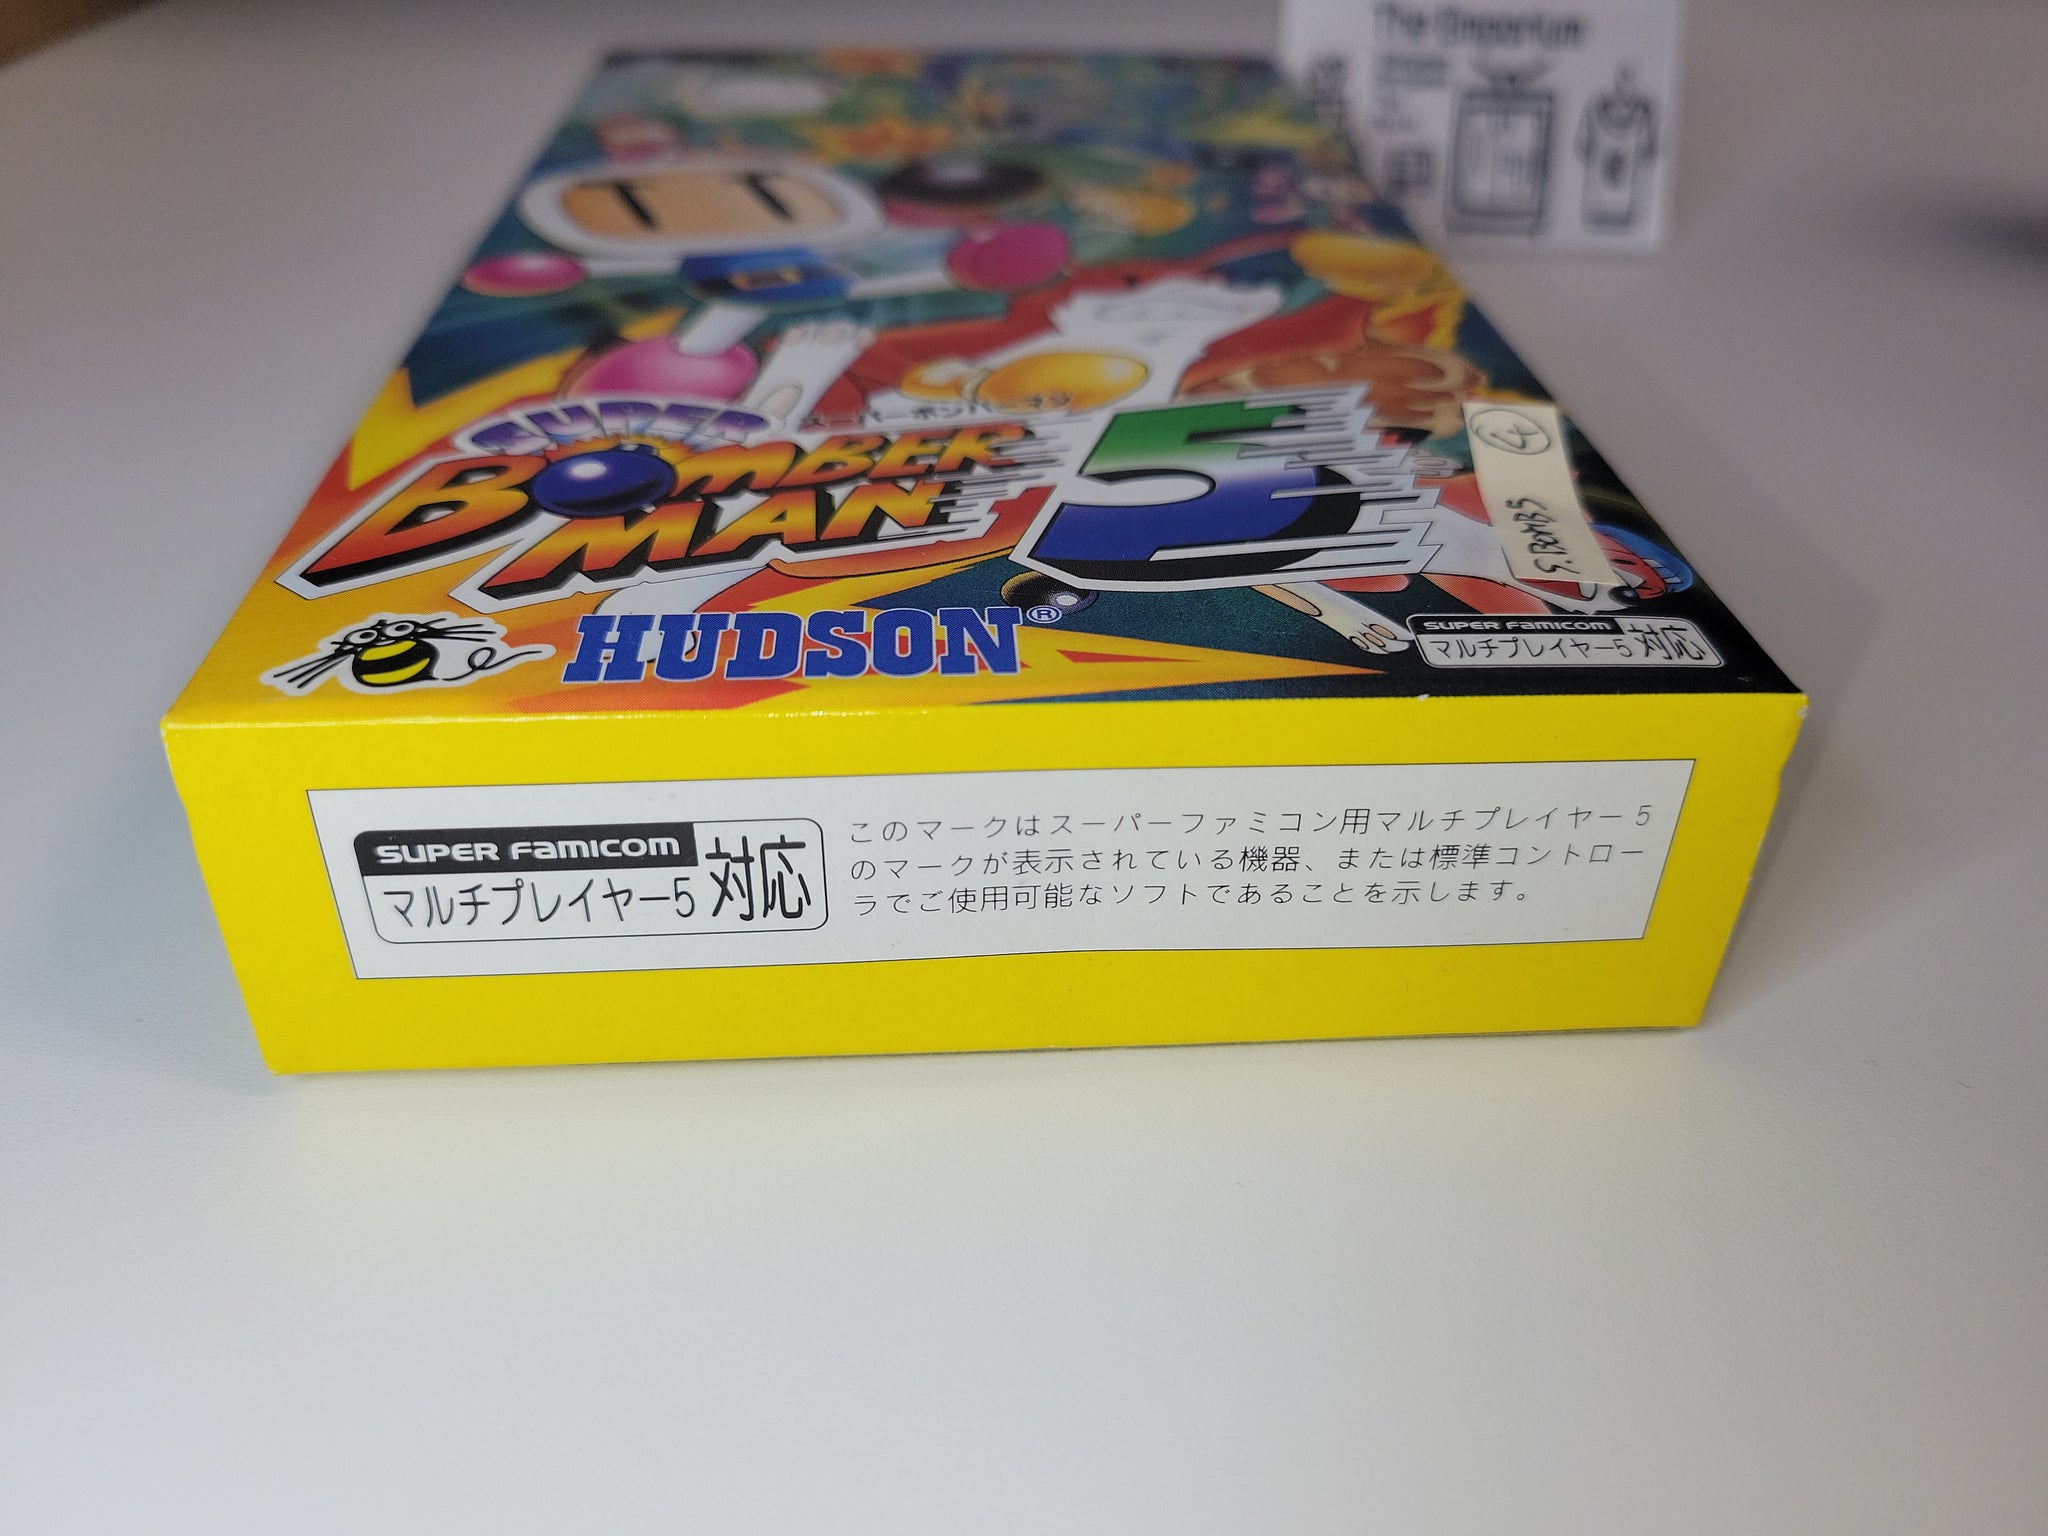 The Emporium
SUPER
スーパーボンバーマン
BOMBER
MAN
5
4
S.BOMB5
HUDSON®
SUPER FAMICOM
マルチプレイヤー5 対応
SUPER FAMICOM
マルチプレイヤー5 対応
このマークはスーパーファミコン用マルチプレイヤー5
のマークが表示されている機器、または標準コントロー
ラでご使用可能なソフトであることを示します。